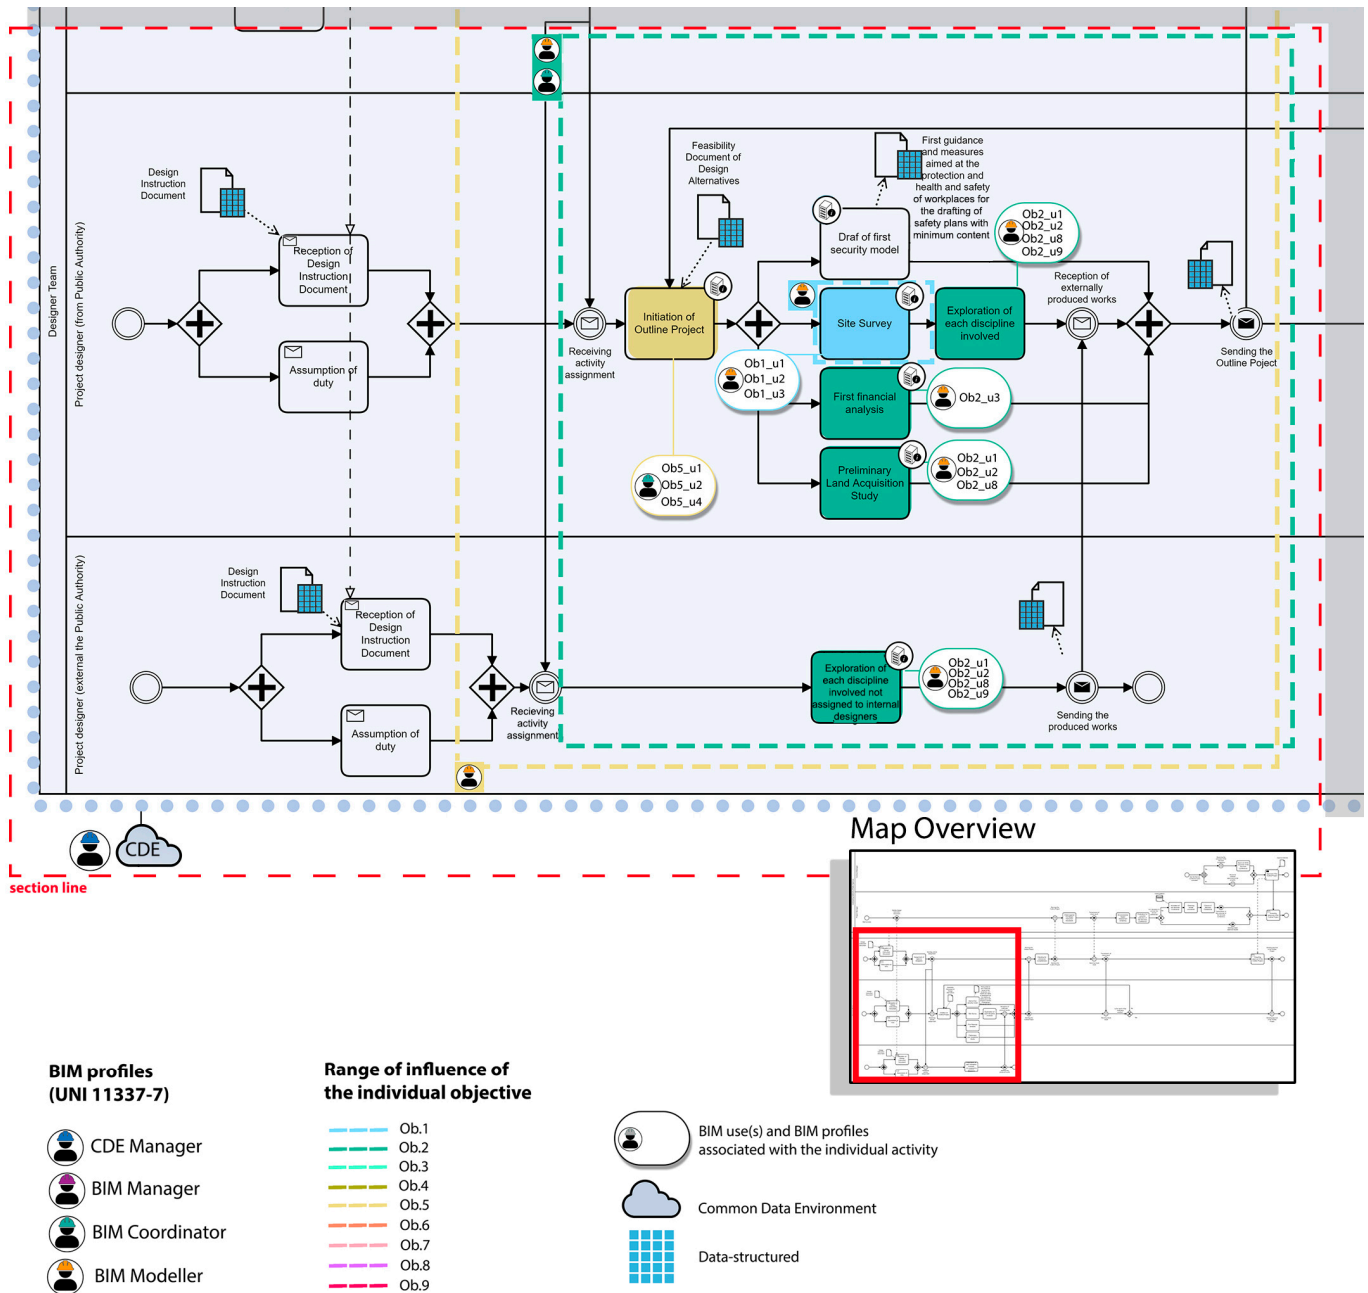 Designer Team
Project designer (from Public Authority)
Design
Instruction
Document
Reception of
Design
Instruction
Document
Assumption of
duty
Receiving
activity
assignment
Feasibility
Document of
Design
Alternatives
Initiation of
Outline Project
Ob5_u1
Ob5_u2
Ob5_u4
First guidance
and measures
aimed at the
protection and
health and safety
of workplaces for
the drafting of
safety plans with
minimum content
Draf of first
security model
Site Survey
Ob1_u1
Ob1_u2
Ob1_u3
Exploration of
each discipline
involved
Ob2_u1
Ob2_u2
Ob2_u8
Ob2_u9
First financial
analysis
Ob2_u3
Preliminary
Land Acquisition
Study
Ob2_u1
Ob2_u2
Ob2_u8
Reception of
externally
produced works
Sending the
Outline Poject
Project designer (external the Public Authority)
Design
Instruction
Document
Reception of
Design
Instruction
Document
Assumption of
duty
Recieving
activity
assignment
Exploration of
each discipline
involved not
assigned to internal
designers
Ob2_u1
Ob2_u2
Ob2_u8
Ob2_u9
Sending the
produced works
CDE
section line
Map Overview
BIM profiles
(UNI 11337-7)
CDE Manager
BIM Manager
BIM Coordinator
BIM Modeller
Range of influence of
the individual objective
Ob.1
Ob.2
Ob.3
Ob.4
Ob.5
Ob.6
Ob.7
Ob.8
Ob.9
BIM use(s) and BIM profiles
associated with the individual activity
Common Data Environment
Data-structured